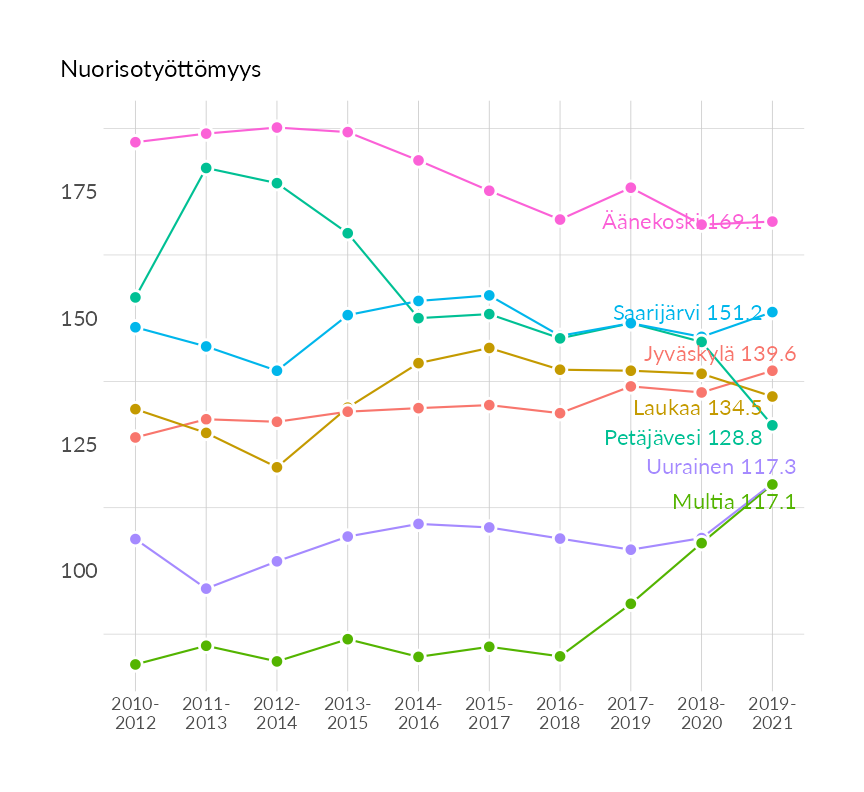 Nuorisotyöttömyys
175
Äänekoski 169.1
150
Saarijärvi 151.2
Jyväskylä 139.6
Laukaa 134.5
125
Petäjävesi 128.8
Uurainen 117.3
Multia 117.1
100
2010- 2011- 2012- 2013- 2014- 2015- 2016- 2017- 2018- 2019-
2012 2013 2014 2015 2016 2017 2018 2019 2020 2021